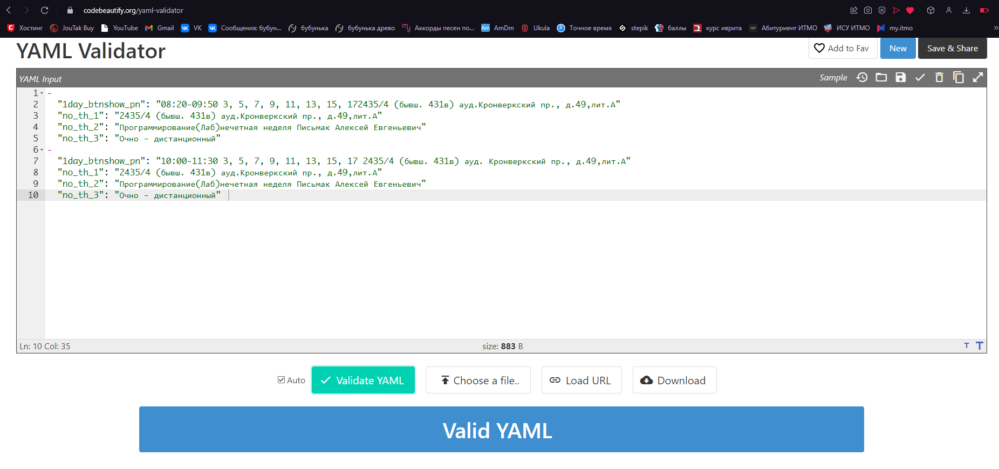 codebeautify.org/yaml-validator
Хостинг JouTak Buy YouTube Gmail VK Сообщения: бубун... бубунька бубунька древо Аккорды песен по... Am AmDm Ukula Точное время stepik баллы курс иврита Абитуриент ИТМО ИСУ ИТМО my.itmo »
YAML Validator
Add to Fav New Save & Share
YAML Input Sample
1 -
2 "1day_btnshow_pn": "08:20-09:50 3, 5, 7, 9, 11, 13, 15, 172435/4 (бывш. 431в) ауд.Кронверкский пр., д.49,лит.А"
3 "no_th_1": "2435/4 (бывш. 431в) ауд.Кронверкский пр., д.49,лит.А"
4 "no_th_2": "Программирование(Лаб)нечетная неделя Письмак Алексей Евгеньевич"
5 "no_th_3": "Очно - дистанционный"
6 -
7 "1day_btnshow_pn": "10:00-11:30 3, 5, 7, 9, 11, 13, 15, 17 2435/4 (бывш. 431в) ауд. Кронверкский пр., д.49,лит.А"
8 "no_th_1": "2435/4 (бывш. 431в) ауд.Кронверкский пр., д.49,лит.А"
9 "no_th_2": "Программирование(Лаб)нечетная неделя Письмак Алексей Евгеньевич"
10 "no_th_3": "Очно - дистанционный"
Ln: 10 Col: 35 size: 883 B T T
Auto Validate YAML Choose a file.. Load URL Download
Valid YAML